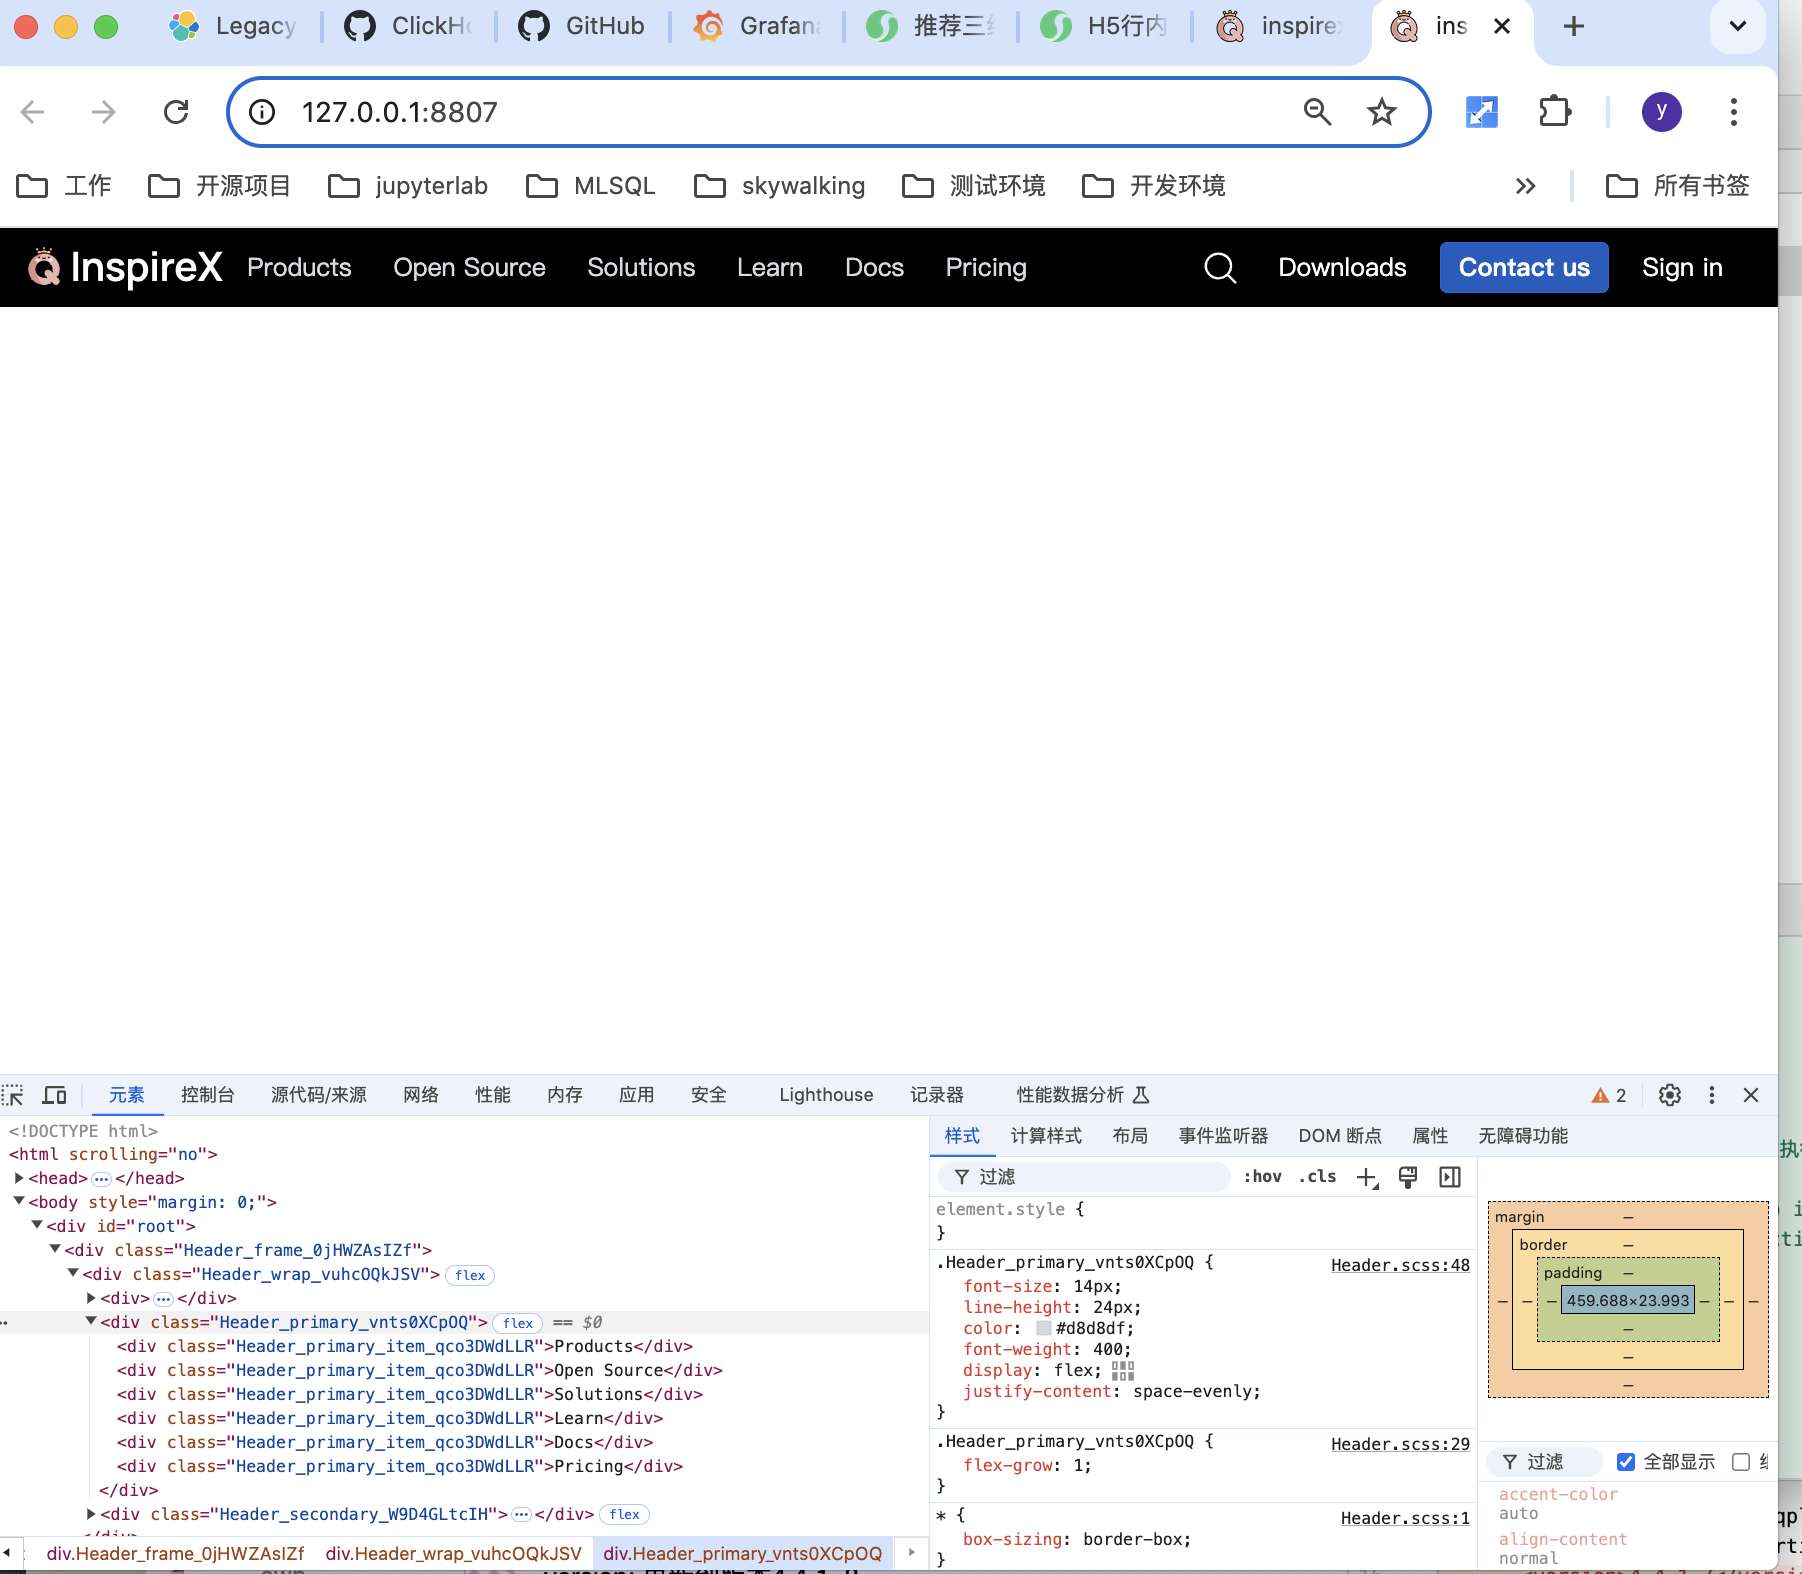 Legacy
ClickHo
GitHub
Grafana
推荐三级
H5行内
inspirex
ins
127.0.0.1:8807
y
工作
开源项目
jupyterlab
MLSQL
skywalking
测试环境
开发环境
所有书签
InspireX
Products
Open Source
Solutions
Learn
Docs
Pricing
Downloads
Contact us
Sign in
元素
控制台
源代码/来源
网络
性能
内存
应用
安全
Lighthouse
记录器
性能数据分析
2
<!DOCTYPE html>
<html scrolling="no">
<head>…</head>
<body style="margin: 0;">
<div id="root">
<div class="Header_frame_0jHWZAsIZf">
<div class="Header_wrap_vuhcOQkJSV"> flex
<div>…</div>
<div class="Header_primary_vnts0XCpOQ"> flex == $0
<div class="Header_primary_item_qco3DWdLLR">Products</div>
<div class="Header_primary_item_qco3DWdLLR">Open Source</div>
<div class="Header_primary_item_qco3DWdLLR">Solutions</div>
<div class="Header_primary_item_qco3DWdLLR">Learn</div>
<div class="Header_primary_item_qco3DWdLLR">Docs</div>
<div class="Header_primary_item_qco3DWdLLR">Pricing</div>
</div>
<div class="Header_secondary_W9D4GLtcIH">…</div> flex
div.Header_frame_0jHWZAsIZf
div.Header_wrap_vuhcOQkJSV
div.Header_primary_vnts0XCpOQ
样式
计算样式
布局
事件监听器
DOM 断点
属性
无障碍功能
过滤
:hov
.cls
element.style {
}
.Header_primary_vnts0XCpOQ {
Header.scss:48
font-size: 14px;
line-height: 24px;
color: #d8d8df;
font-weight: 400;
display: flex;
justify-content: space-evenly;
}
.Header_primary_vnts0XCpOQ {
Header.scss:29
flex-grow: 1;
}
* {
Header.scss:1
box-sizing: border-box;
}
margin –
border –
padding –
– – – 459.688×23.993 – – –
–
–
–
过滤
全部显示
accent-color
auto
align-content
normal